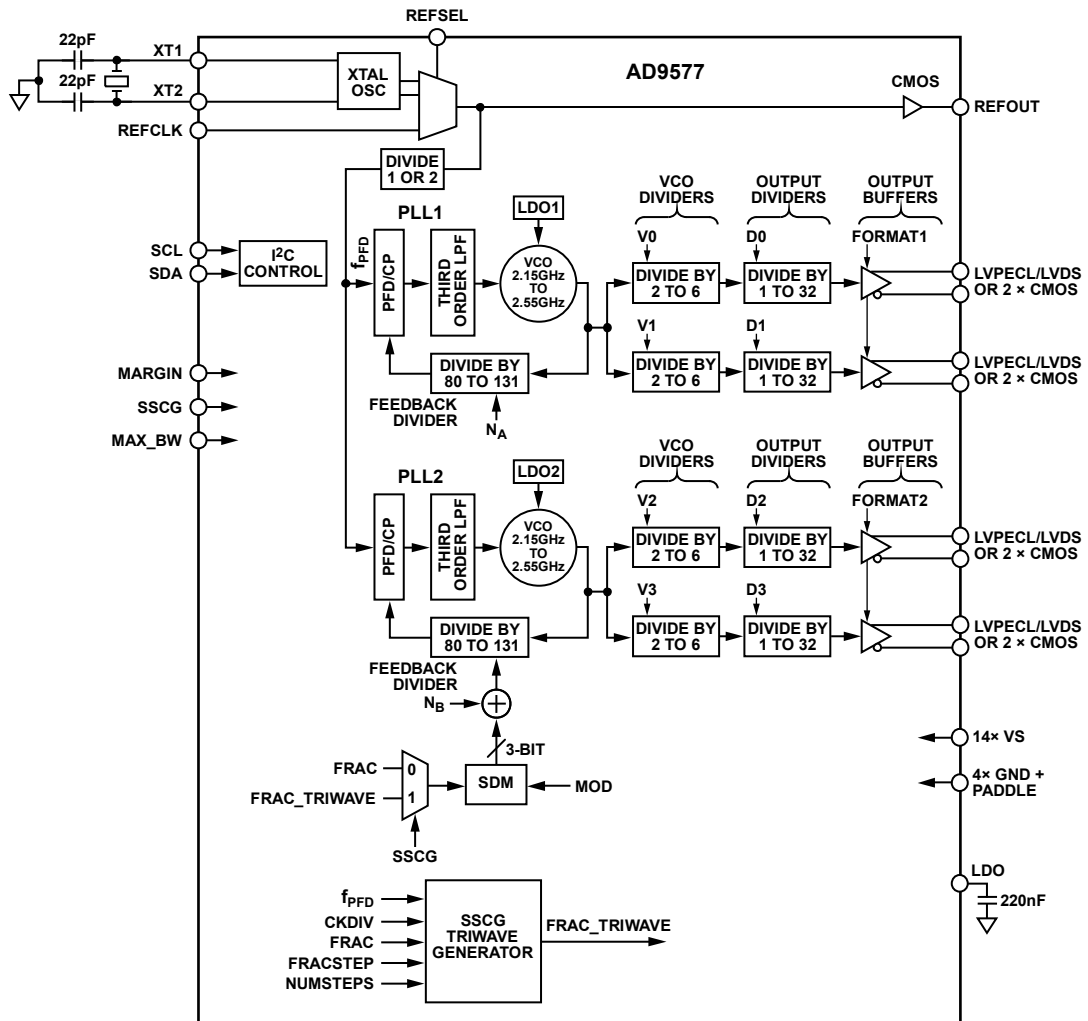 REFSEL
22pF
XT1
22pF
XT2
REFCLK
XTAL
OSC
AD9577
CMOS
REFOUT
DIVIDE
1 OR 2
PLL1
LDO1
VCO
DIVIDERS
OUTPUT
DIVIDERS
OUTPUT
BUFFERS
SCL
SDA
I2C
CONTROL
fPFD
PFD/CP
THIRD
ORDER LPF
VCO
2.15GHz
TO
2.55GHz
V0
DIVIDE BY
2 TO 6
D0
DIVIDE BY
1 TO 32
FORMAT1
LVPECL/LVDS
OR 2 × CMOS
V1
DIVIDE BY
2 TO 6
D1
DIVIDE BY
1 TO 32
LVPECL/LVDS
OR 2 × CMOS
DIVIDE BY
80 TO 131
FEEDBACK
DIVIDER
NA
MARGIN
SSCG
MAX_BW
PLL2
LDO2
VCO
DIVIDERS
OUTPUT
DIVIDERS
OUTPUT
BUFFERS
PFD/CP
THIRD
ORDER LPF
VCO
2.15GHz
TO
2.55GHz
V2
DIVIDE BY
2 TO 6
D2
DIVIDE BY
1 TO 32
FORMAT2
LVPECL/LVDS
OR 2 × CMOS
V3
DIVIDE BY
2 TO 6
D3
DIVIDE BY
1 TO 32
LVPECL/LVDS
OR 2 × CMOS
DIVIDE BY
80 TO 131
FEEDBACK
DIVIDER
NB
+
3-BIT
FRAC
0
FRAC_TRIWAVE
1
SDM
MOD
SSCG
14× VS
4× GND +
PADDLE
LDO
220nF
fPFD
CKDIV
FRAC
FRACSTEP
NUMSTEPS
SSCG
TRIWAVE
GENERATOR
FRAC_TRIWAVE